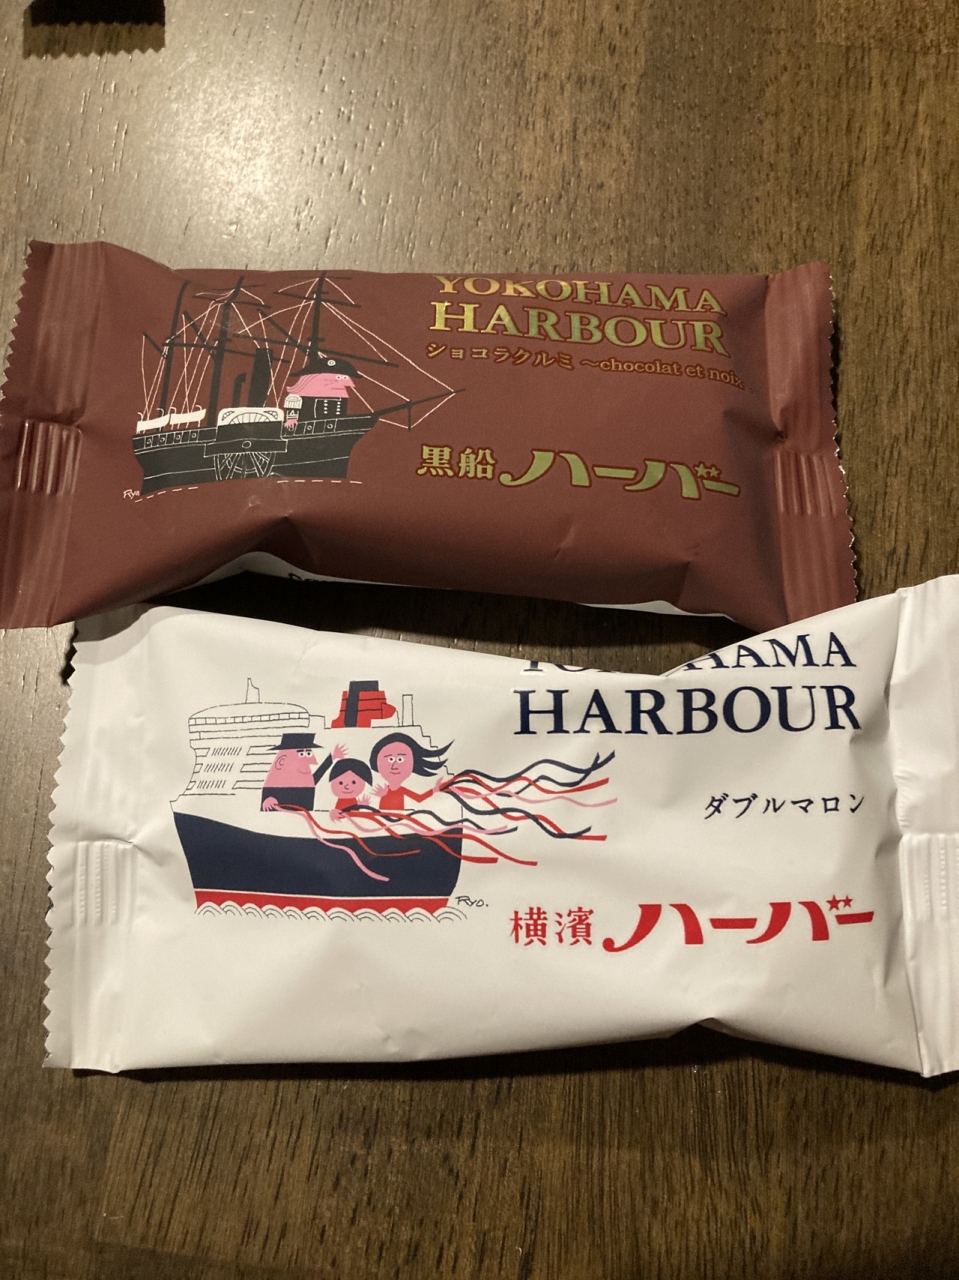 YOKOHAMA
HARBOUR
ショコラクルミ ～chocolat et noix～
黒船ハーバー
Ryo.
HARBOUR
ダブルマロン
Ryo.
横濱ハーバー